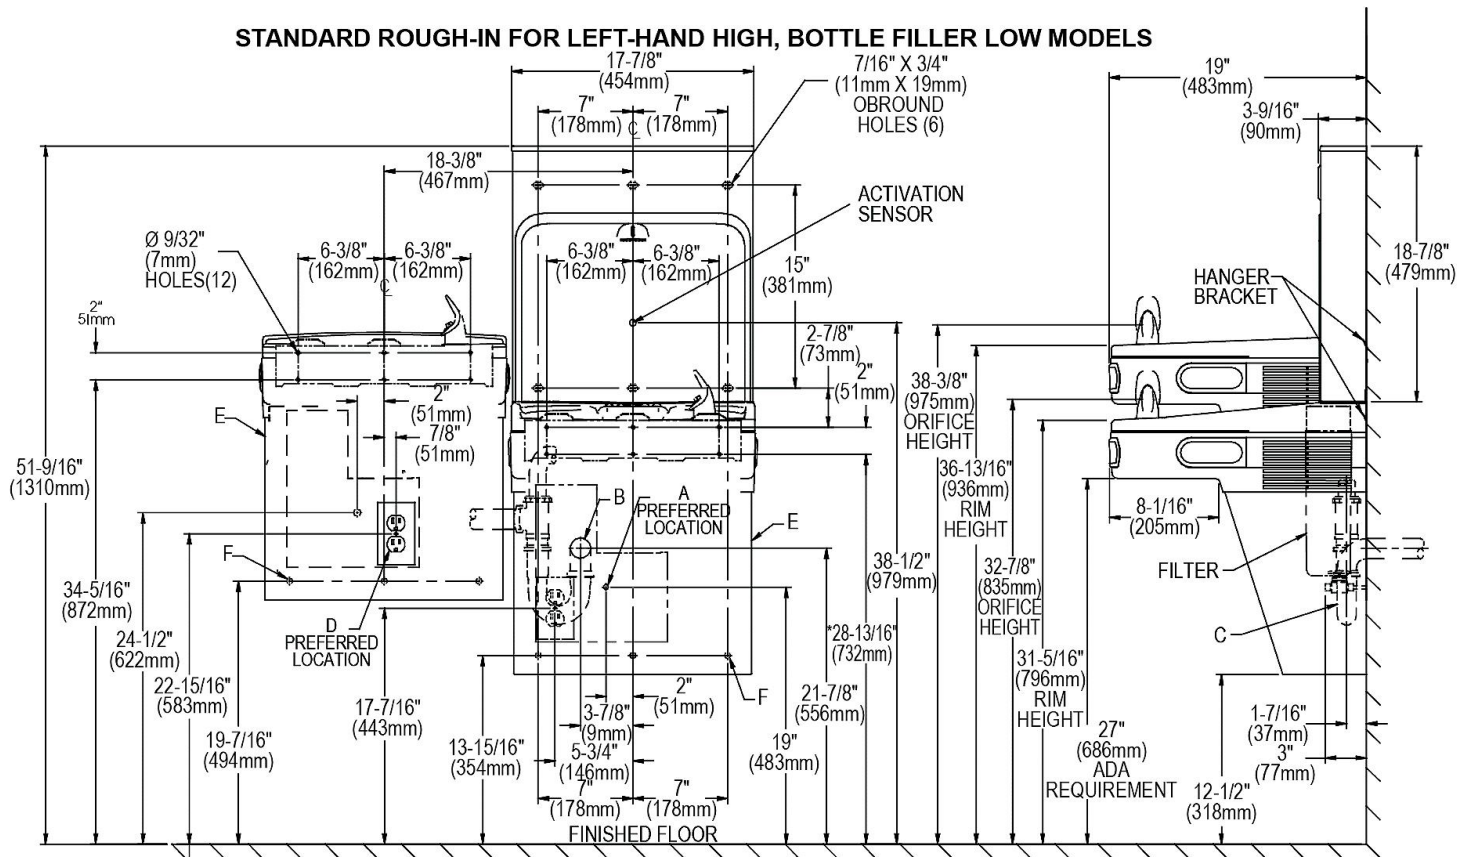 STANDARD ROUGH-IN FOR LEFT-HAND HIGH, BOTTLE FILLER LOW MODELS
17-7/8"
(454mm)
7/16" X 3/4"
(11mm X 19mm)
OBROUND
HOLES (6)
19"
(483mm)
7"
(178mm)
7"
(178mm)
℄
3-9/16"
(90mm)
18-3/8"
(467mm)
ACTIVATION
SENSOR
Ø 9/32"
(7mm)
HOLES(12)
6-3/8"
(162mm)
6-3/8"
(162mm)
℄
6-3/8"
(162mm)
6-3/8"
(162mm)
15"
(381mm)
18-7/8"
(479mm)
HANGER
BRACKET
2"
51mm
2-7/8"
(73mm)
2"
(51mm)
38-3/8"
(975mm)
ORIFICE
HEIGHT
2"
(51mm)
E
7/8"
(51mm)
51-9/16"
(1310mm)
36-13/16"
(936mm)
RIM
HEIGHT
B
A
PREFERRED
LOCATION
E
8-1/16"
(205mm)
F
38-1/2"
(979mm)
32-7/8"
(835mm)
ORIFICE
HEIGHT
FILTER
34-5/16"
(872mm)
D
PREFERRED
LOCATION
24-1/2"
(622mm)
*28-13/16"
(732mm)
C
31-5/16"
(796mm)
RIM
HEIGHT
22-15/16"
(583mm)
17-7/16"
(443mm)
2"
(51mm)
F
21-7/8"
(556mm)
3-7/8"
(9mm)
1-7/16"
(37mm)
19-7/16"
(494mm)
13-15/16"
(354mm)
5-3/4"
(146mm)
19"
(483mm)
27"
(686mm)
ADA
REQUIREMENT
3"
(77mm)
7"
(178mm)
7"
(178mm)
12-1/2"
(318mm)
FINISHED FLOOR